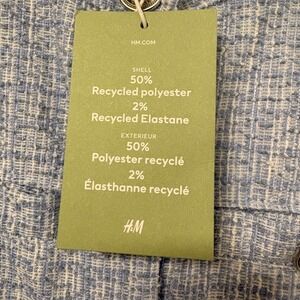 HM.COM
SHELL
50%
Recycled polyester
2%
Recycled Elastane
EXTERIEUR
50%
Polyester recyclé
2%
Élasthanne recyclé
H&M